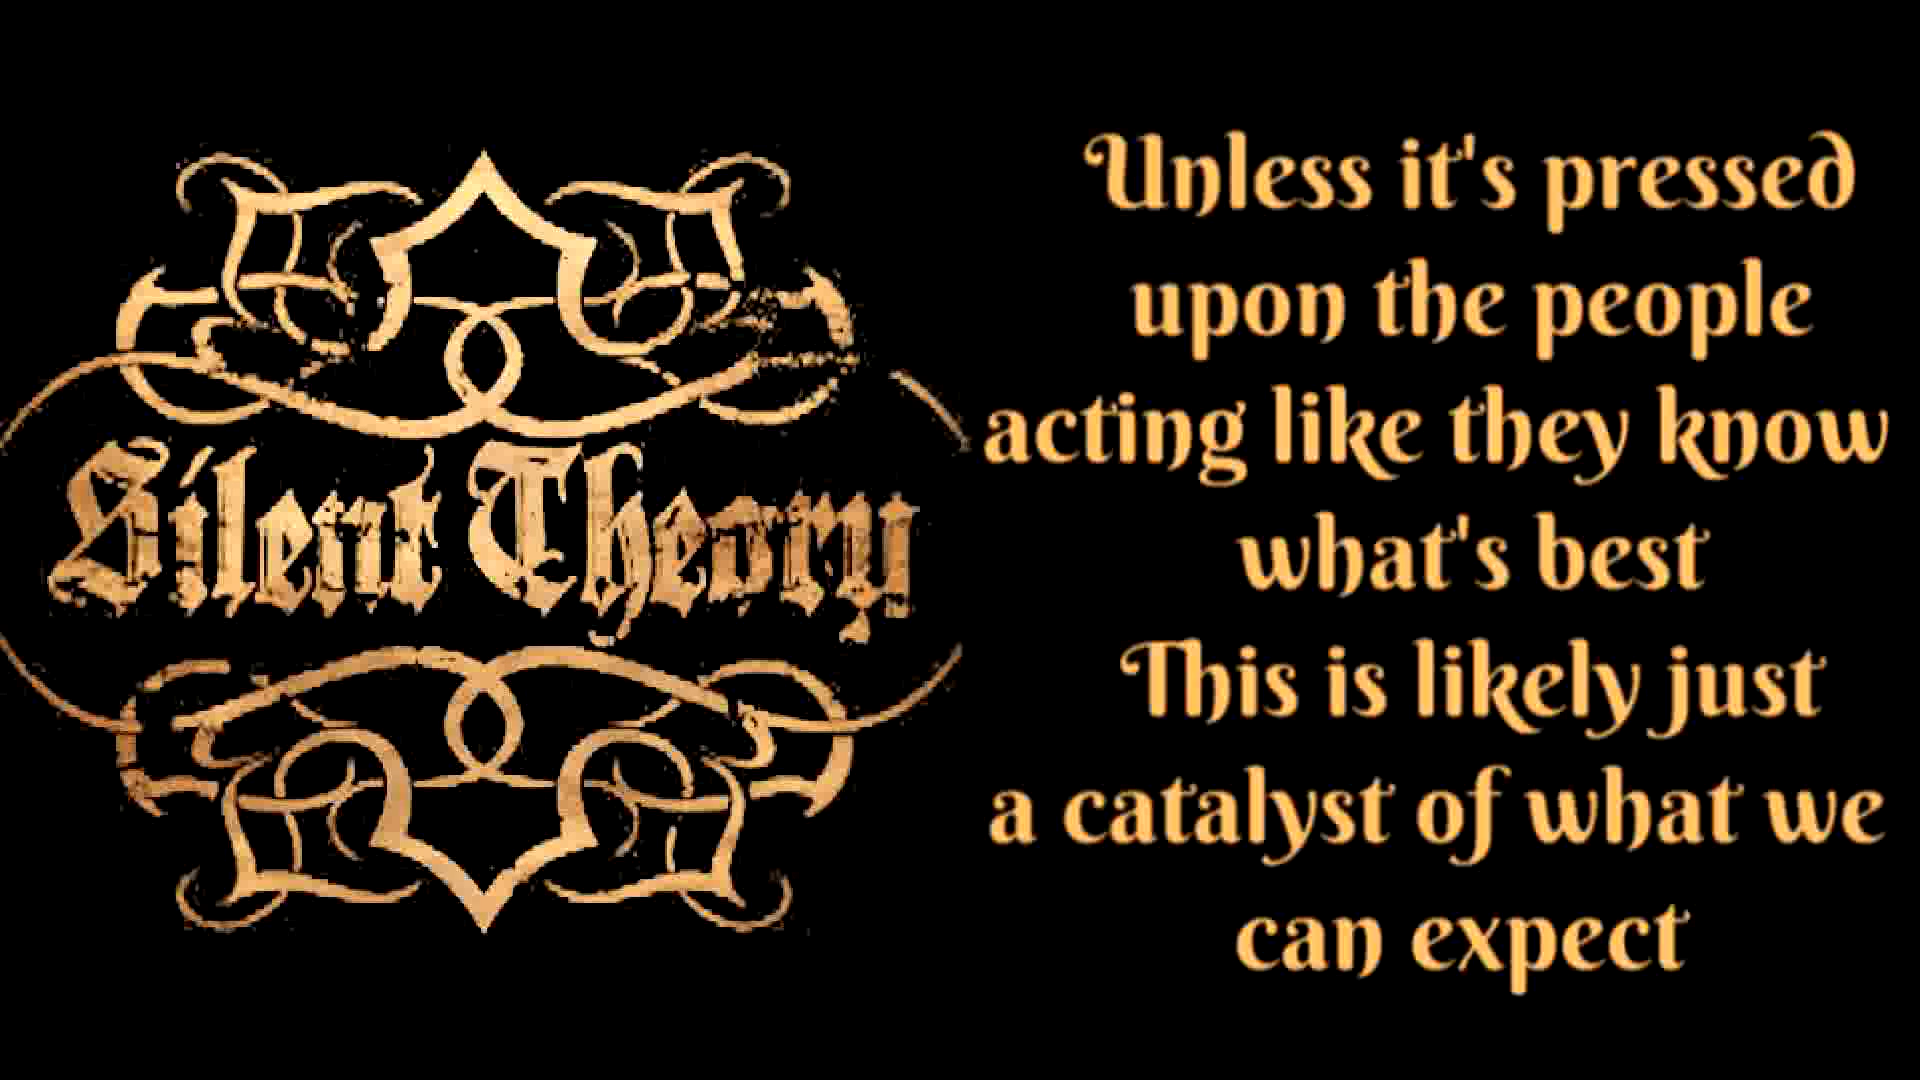 Silent Theory
Unless it's pressed
upon the people
acting like they know
what's best
This is likely just
a catalyst of what we
can expect